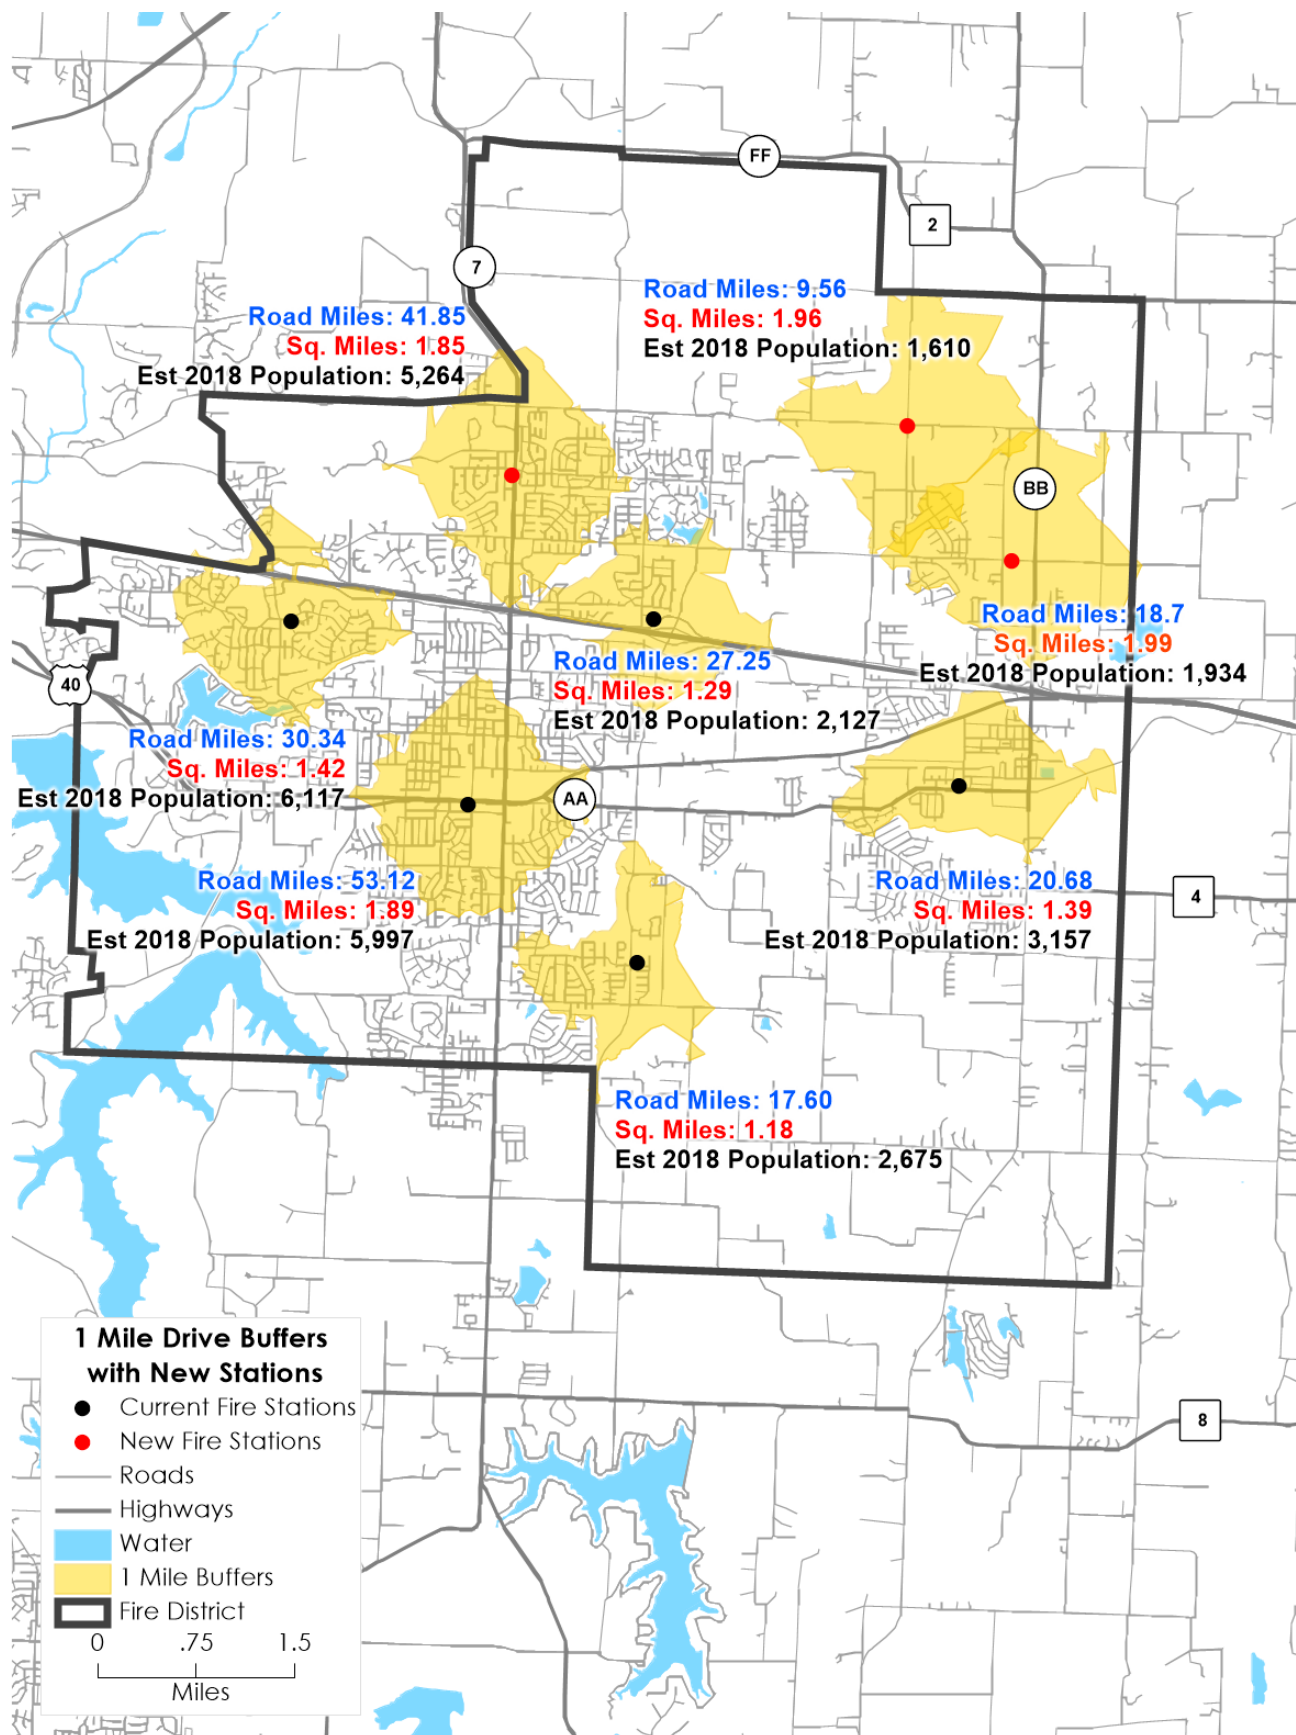 FF
2
7
Road Miles: 9.56
Sq. Miles: 1.96
Est 2018 Population: 1,610
Road Miles: 41.85
Sq. Miles: 1.85
Est 2018 Population: 5,264
BB
Road Miles: 18.7
Sq. Miles: 1.99
Est 2018 Population: 1,934
40
Road Miles: 27.25
Sq. Miles: 1.29
Est 2018 Population: 2,127
Road Miles: 30.34
Sq. Miles: 1.42
Est 2018 Population: 6,117
AA
Road Miles: 53.12
Sq. Miles: 1.89
Est 2018 Population: 5,997
Road Miles: 20.68
Sq. Miles: 1.39
Est 2018 Population: 3,157
4
Road Miles: 17.60
Sq. Miles: 1.18
Est 2018 Population: 2,675
8
1 Mile Drive Buffers
with New Stations
Current Fire Stations
New Fire Stations
Roads
Highways
Water
1 Mile Buffers
Fire District
0 .75 1.5
Miles